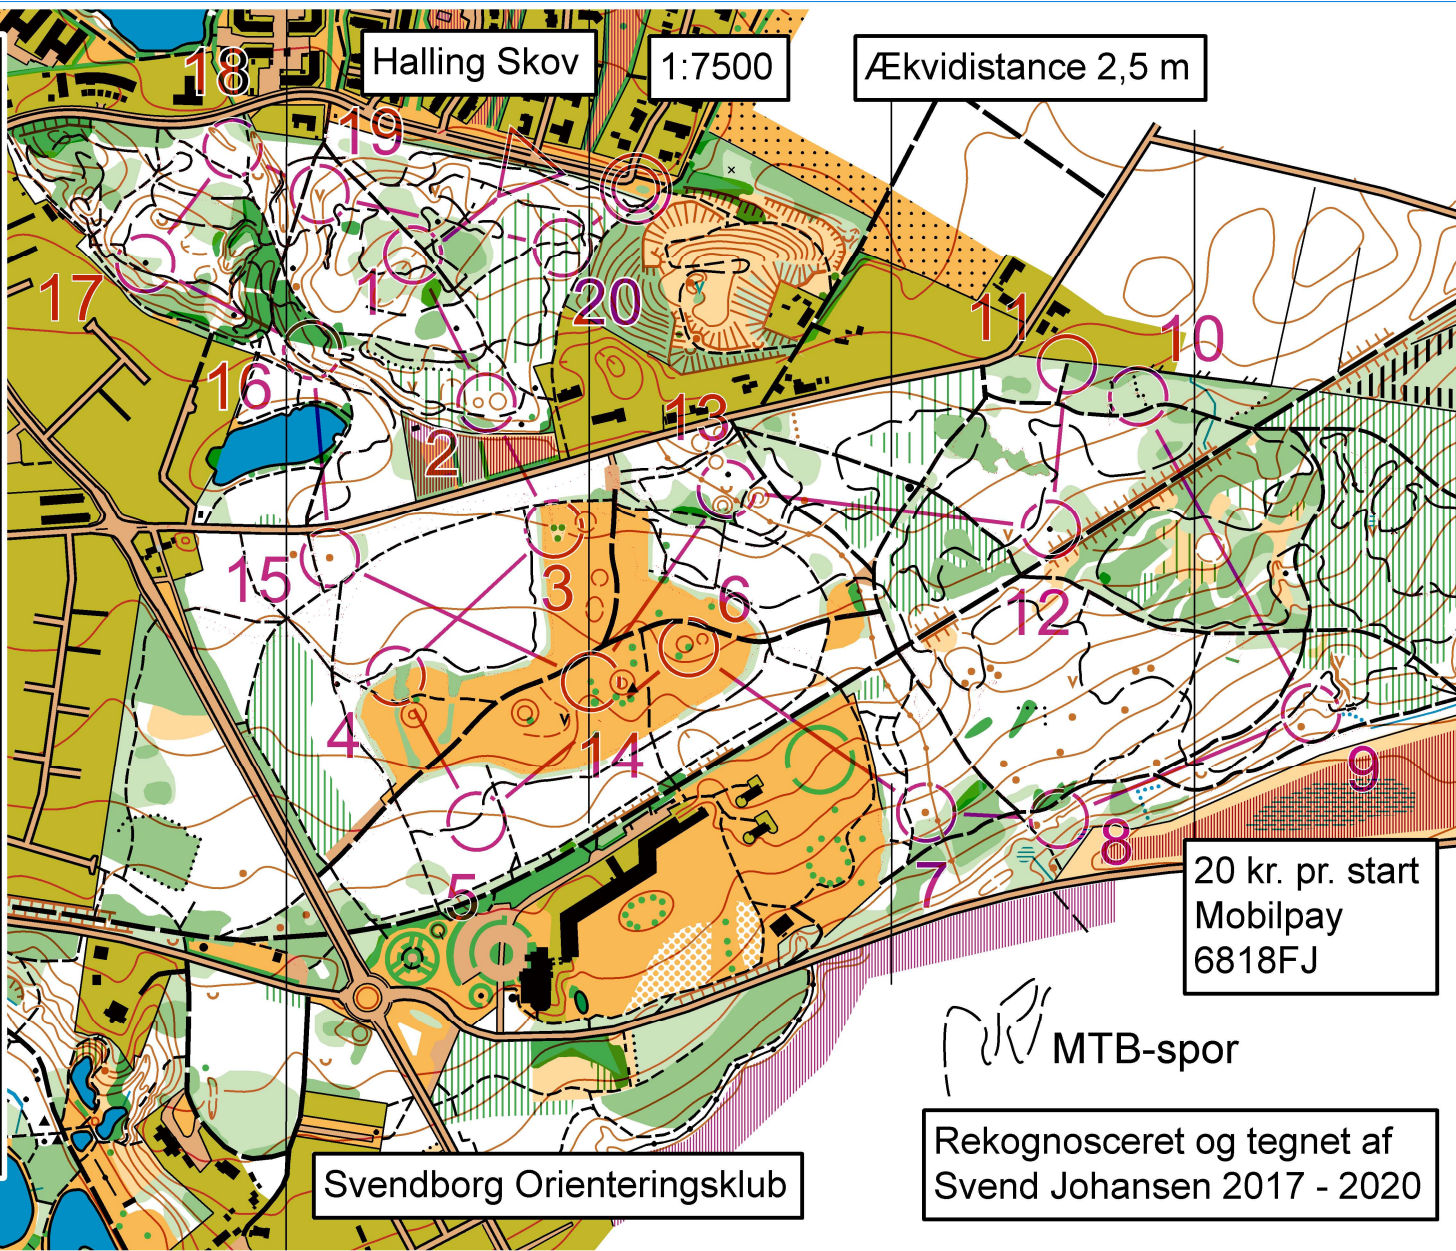 Halling Skov
1:7500
Ækvidistance 2,5 m
18
19
17
1
20
11
10
16
2
13
15
3
6
12
4
14
9
5
7
8
20 kr. pr. start
Mobilpay
6818FJ
MTB-spor
Rekognosceret og tegnet af
Svend Johansen 2017 - 2020
Svendborg Orienteringsklub